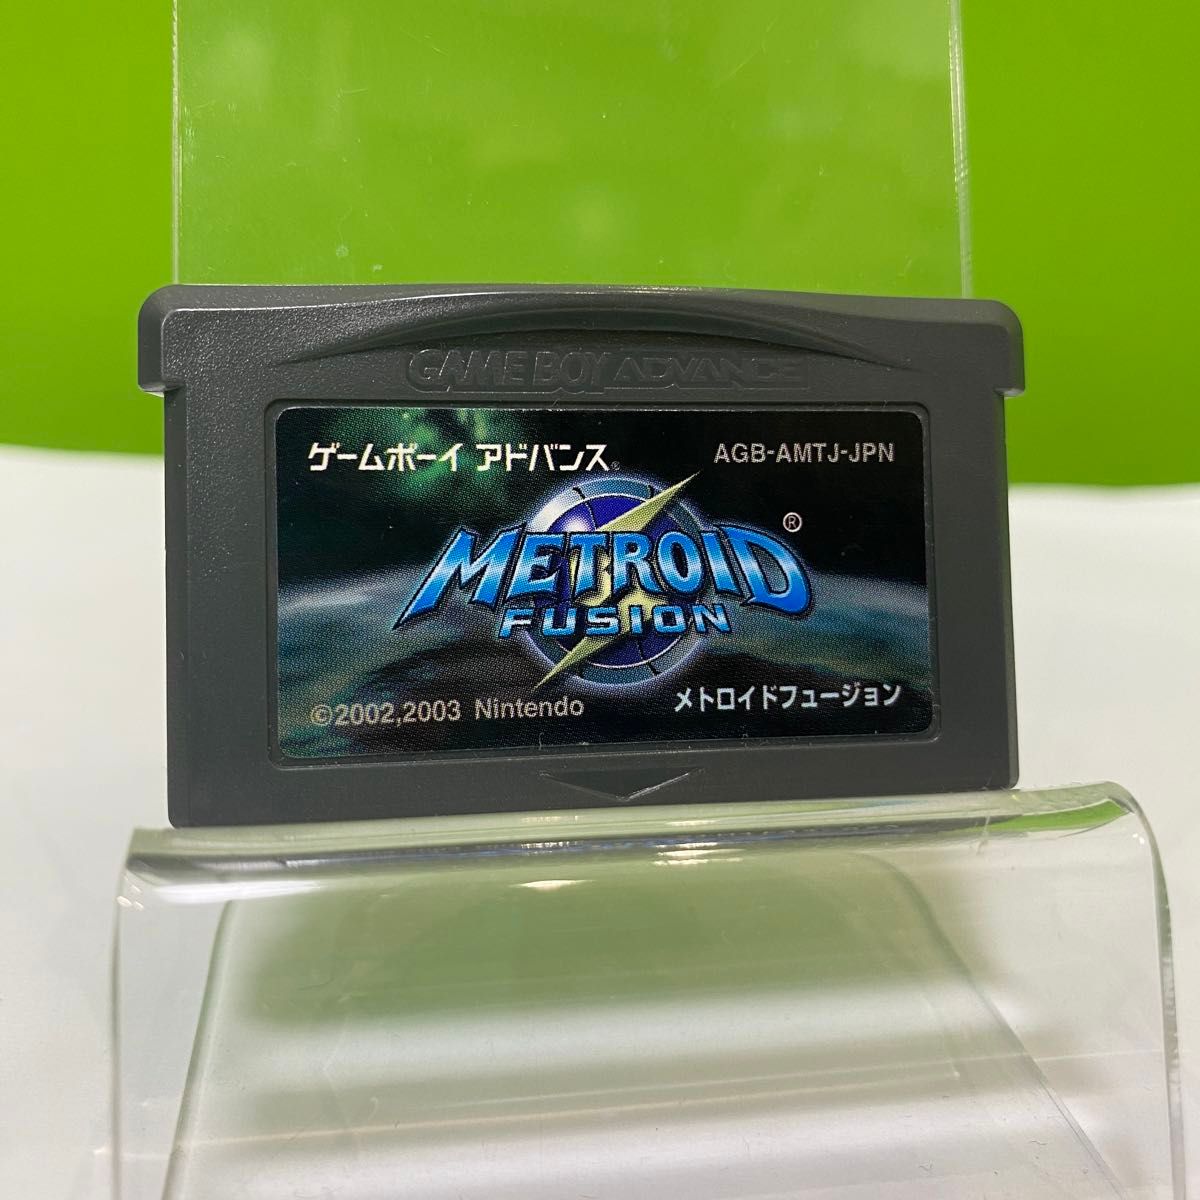 GAME BOY ADVANCE
ゲームボーイ アドバンス® AGB-AMTJ-JPN
METROID®
FUSION
メトロイドフュージョン
©2002,2003 Nintendo